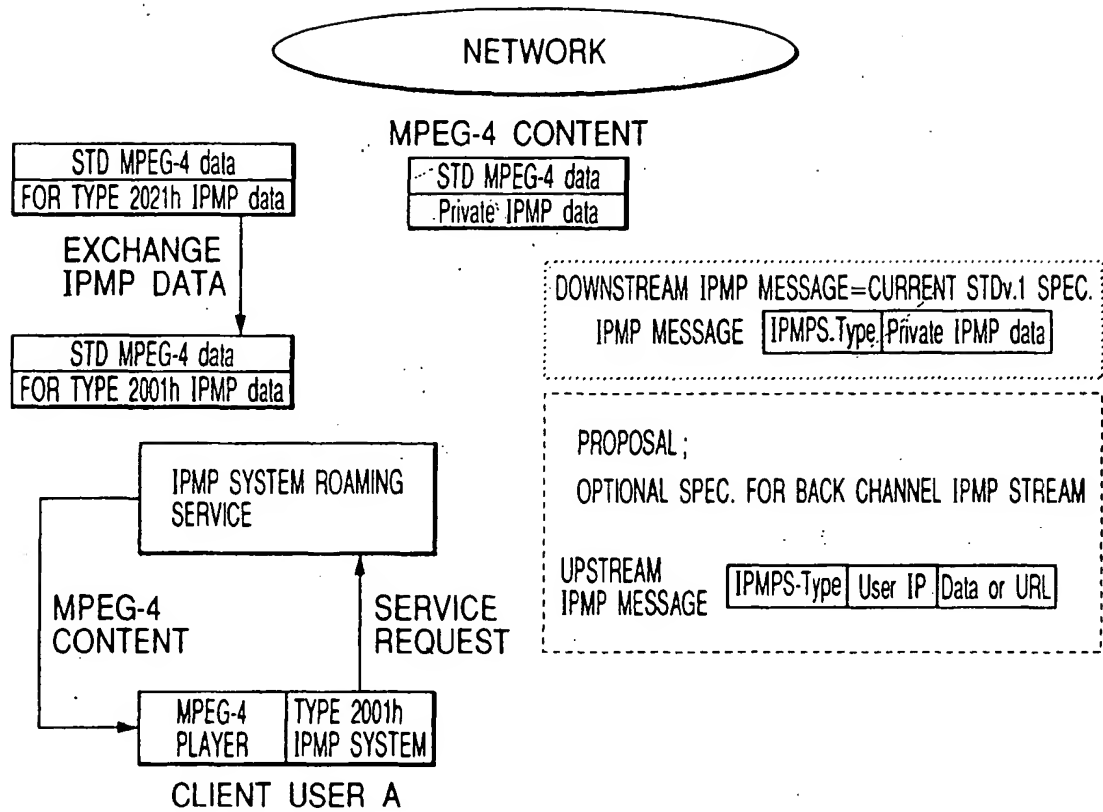 NETWORK
MPEG-4 CONTENT
STD MPEG-4 data
Private IPMP data
STD MPEG-4 data
FOR TYPE 2021h IPMP data
EXCHANGE
IPMP DATA
STD MPEG-4 data
FOR TYPE 2001h IPMP data
DOWNSTREAM IPMP MESSAGE=CURRENT STDv.1 SPEC.
IPMP MESSAGE IPMPS-Type Private IPMP data
PROPOSAL;
OPTIONAL SPEC. FOR BACK CHANNEL IPMP STREAM
UPSTREAM
IPMP MESSAGE IPMPS-Type User IP Data or URL
IPMP SYSTEM ROAMING
SERVICE
MPEG-4
CONTENT
SERVICE
REQUEST
MPEG-4
PLAYER
TYPE 2001h
IPMP SYSTEM
CLIENT USER A